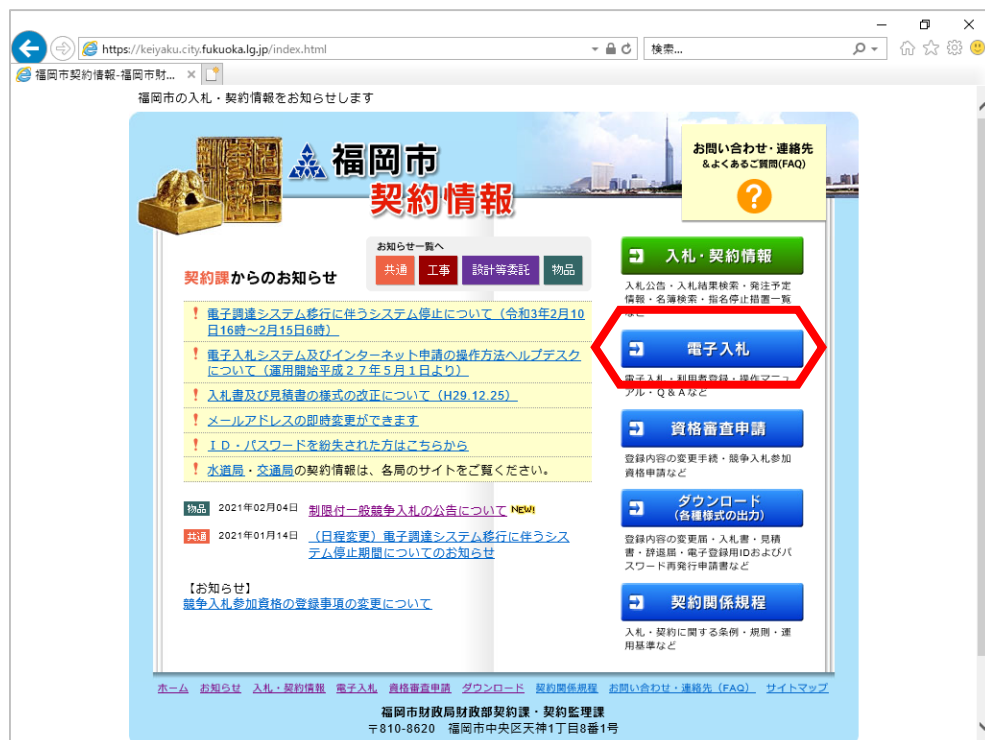 https://keiyaku.city.fukuoka.lg.jp/index.html
検索...
福岡市契約情報-福岡市財...
福岡市の入札・契約情報をお知らせします
福岡市
契約情報
お問い合わせ・連絡先
&よくあるご質問(FAQ)
?
お知らせ一覧へ
共通 工事 設計等委託 物品
契約課からのお知らせ
! 電子調達システム移行に伴うシステム停止について（令和3年2月10
日16時～2月15日6時）
! 電子入札システム及びインターネット申請の操作方法ヘルプデスク
について（運用開始平成２７年５月１日より）
! 入札書及び見積書の様式の改正について（H29.12.25）
! メールアドレスの即時変更ができます
! ＩＤ・パスワードを紛失された方はこちらから
! 水道局・交通局の契約情報は、各局のサイトをご覧ください。
物品 2021年02月04日 制限付一般競争入札の公告について NEW!
共通 2021年01月14日 （日程変更）電子調達システム移行に伴うシス
テム停止期間についてのお知らせ
【お知らせ】
競争入札参加資格の登録事項の変更について
入札・契約情報
入札公告・入札結果検索・発注予定
情報・名簿検索・指名停止措置一覧
など
電子入札
電子入札・利用者登録・操作マニュ
アル・Q＆Aなど
資格審査申請
登録内容の変更手続・競争入札参加
資格申請など
ダウンロード
（各種様式の出力）
登録内容の変更届・入札書・見積
書・辞退届・電子登録用IDおよびパ
スワード再発行申請書など
契約関係規程
入札・契約に関する条例・規則・運
用基準など
ホーム お知らせ 入札・契約情報 電子入札 資格審査申請 ダウンロード 契約関係規程 お問い合わせ・連絡先（FAQ） サイトマップ
福岡市財政局財政部契約課・契約監理課
〒810-8620 福岡市中央区天神1丁目8番1号